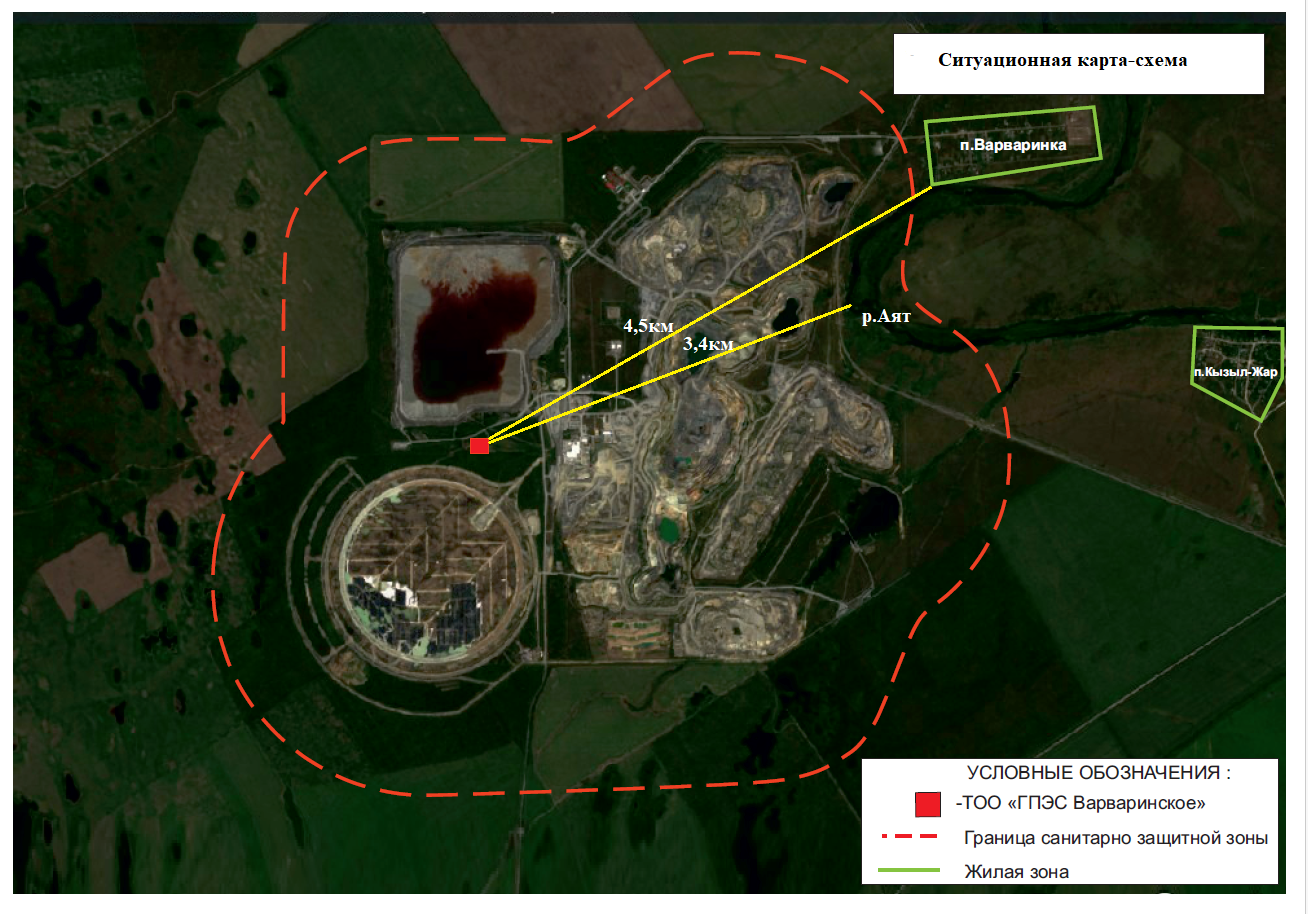 Ситуационная карта-схема
п.Варваринка
р.Аят
4,5км
3,4км
п.Кызыл-Жар
УСЛОВНЫЕ ОБОЗНАЧЕНИЯ :
-ТОО «ГПЭС Варваринское»
Граница санитарно защитной зоны
Жилая зона